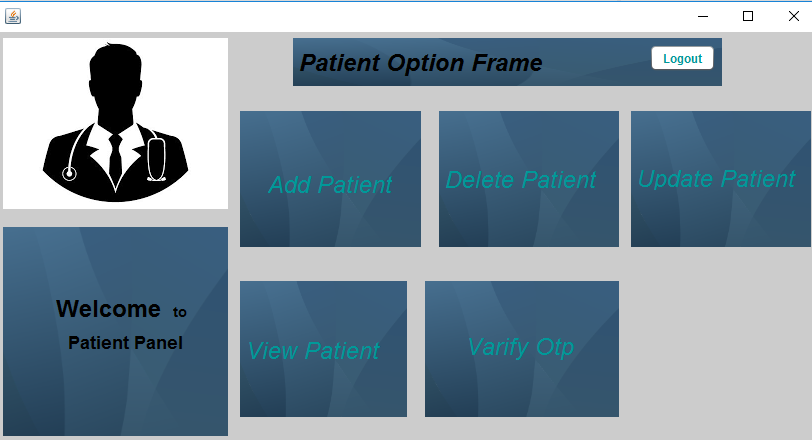 Patient Option Frame
Logout
Add Patient
Delete Patient
Update Patient
Welcome to
Patient Panel
View Patient
Varify Otp